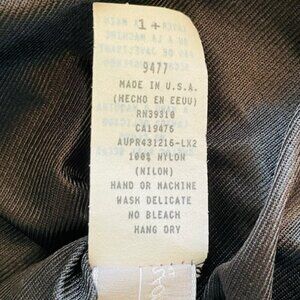 1+
9477
MADE IN U.S.A.
(HECHO EN EEUU)
RN39310
CA19476
AUPR431216-LX2
100% NYLON
(NILON)
HAND OR MACHINE
WASH DELICATE
NO BLEACH
HANG DRY